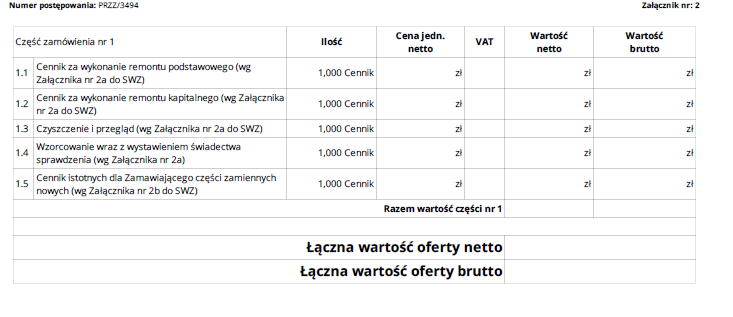 Numer postępowania: PRZZ/3494 Załącznik nr: 2
Część zamówienia nr 1 Ilość Cena jedn. netto VAT Wartość netto Wartość brutto
1.1 Cennik za wykonanie remontu podstawowego (wg Załącznika nr 2a do SWZ) 1,000 Cennik zł zł zł
1.2 Cennik za wykonanie remontu kapitalnego (wg Załącznika nr 2a do SWZ) 1,000 Cennik zł zł zł
1.3 Czyszczenie i przegląd (wg Załącznika nr 2a do SWZ) 1,000 Cennik zł zł zł
1.4 Wzorcowanie wraz z wystawieniem świadectwa sprawdzenia (wg Załącznika nr 2a) 1,000 Cennik zł zł zł
1.5 Cennik istotnych dla Zamawiającego części zamiennych nowych (wg Załącznika nr 2b do SWZ) 1,000 Cennik zł zł zł
Razem wartość części nr 1
Łączna wartość oferty netto
Łączna wartość oferty brutto